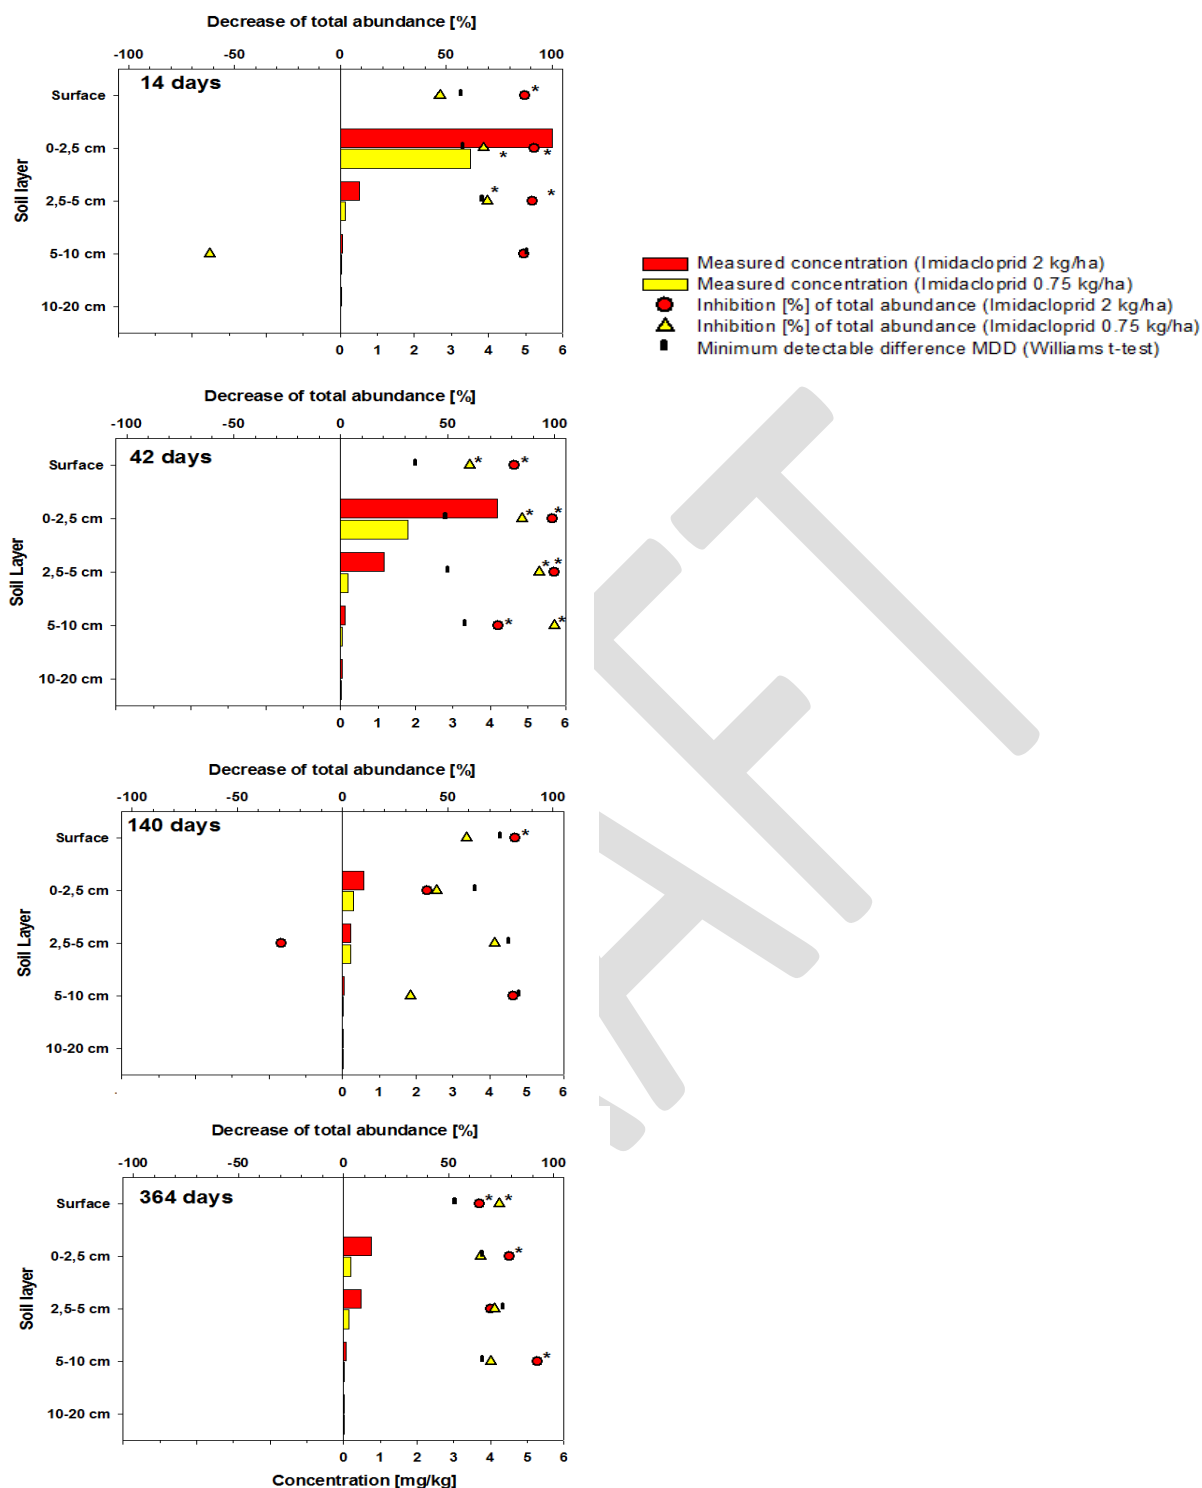 Decrease of total abundance [%]
-100 -50 0 50 100
14 days
Surface
*
0-2,5 cm
* *
2,5-5 cm
* *
5-10 cm
10-20 cm
Soil layer
0 1 2 3 4 5 6
Measured concentration (Imidacloprid 2 kg/ha)
Measured concentration (Imidacloprid 0.75 kg/ha)
Inhibition [%] of total abundance (Imidacloprid 2 kg/ha)
Inhibition [%] of total abundance (Imidacloprid 0.75 kg/ha)
Minimum detectable difference MDD (Williams t-test)
Decrease of total abundance [%]
-100 -50 0 50 100
42 days
Surface
* *
0-2,5 cm
* *
2,5-5 cm
* *
5-10 cm
* *
10-20 cm
Soil Layer
0 1 2 3 4 5 6
Decrease of total abundance [%]
-100 -50 0 50 100
140 days
Surface
*
0-2,5 cm
2,5-5 cm
5-10 cm
10-20 cm
Soil Layer
0 1 2 3 4 5 6
Decrease of total abundance [%]
-100 -50 0 50 100
364 days
Surface
* *
0-2,5 cm
*
2,5-5 cm
5-10 cm
*
10-20 cm
Soil layer
0 1 2 3 4 5 6
Concentration [mg/kg]